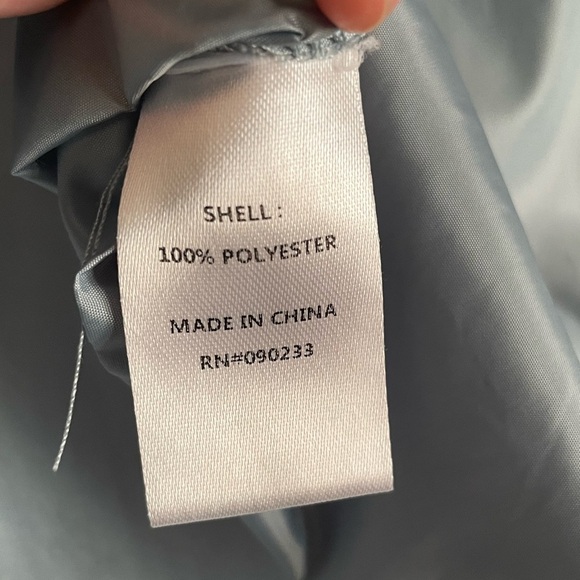 SHELL:
100% POLYESTER
MADE IN CHINA
RN#090233